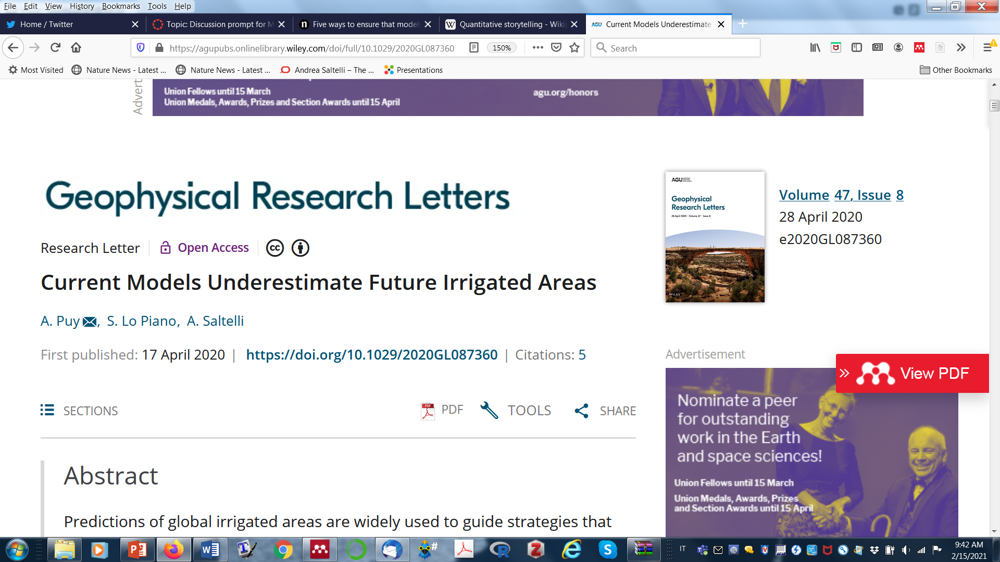 File Edit View History Bookmarks Tools Help
Home / Twitter
Topic: Discussion prompt for M
Five ways to ensure that model
Quantitative storytelling - Wiki
Current Models Underestimate
https://agupubs.onlinelibrary.wiley.com/doi/full/10.1029/2020GL087360
150%
Search
Most Visited
Nature News - Latest ...
Nature News - Latest ...
Andrea Saltelli – The ...
Presentations
Other Bookmarks
Advert
Union Fellows until 15 March
Union Medals, Awards, Prizes and Section Awards until 15 April
agu.org/honors
Geophysical Research Letters
Research Letter
Open Access
Current Models Underestimate Future Irrigated Areas
A. Puy, S. Lo Piano, A. Saltelli
First published: 17 April 2020 | https://doi.org/10.1029/2020GL087360 | Citations: 5
SECTIONS
PDF
TOOLS
SHARE
Abstract
Predictions of global irrigated areas are widely used to guide strategies that
AGU
Geophysical
Research Letters
28 April 2020 • Volume 47 • Issue 8
WILEY
Volume 47, Issue 8
28 April 2020
e2020GL087360
Advertisement
View PDF
Nominate a peer
for outstanding
work in the Earth
and space sciences!
Union Fellows until 15 March
Union Medals, Awards, Prizes
and Section Awards until 15 April
IT
9:42 AM
2/15/2021